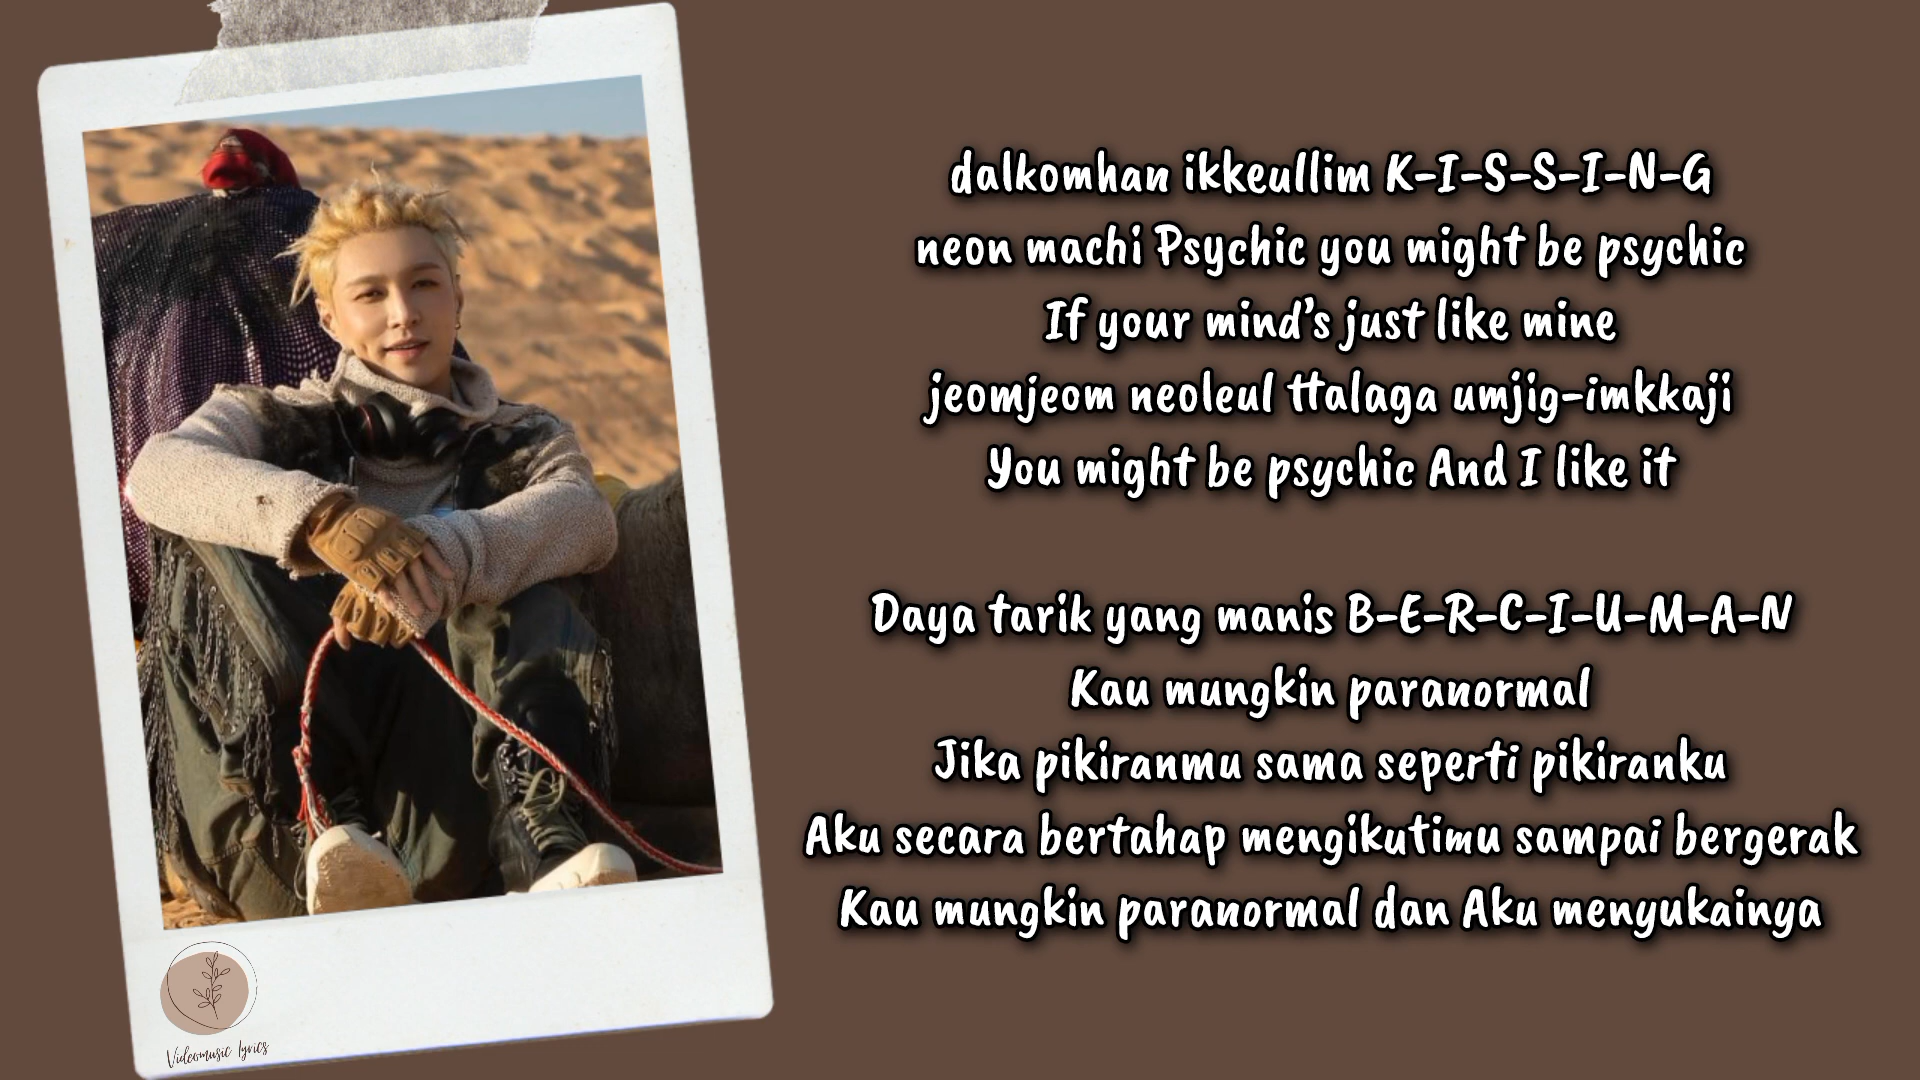 dalkomhan ikkeullim K-I-S-S-I-N-G
neon machi Psychic you might be psychic
If your mind's just like mine
jeomjeom neoleul ttalaga umjig-imkkaji
You might be psychic And I like it
Daya tarik yang manis B-E-R-C-I-U-M-A-N
Kau mungkin paranormal
Jika pikiranmu sama seperti pikiranku
Aku secara bertahap mengikutimu sampai bergerak
Kau mungkin paranormal dan Aku menyukainya
Videomusic lyrics